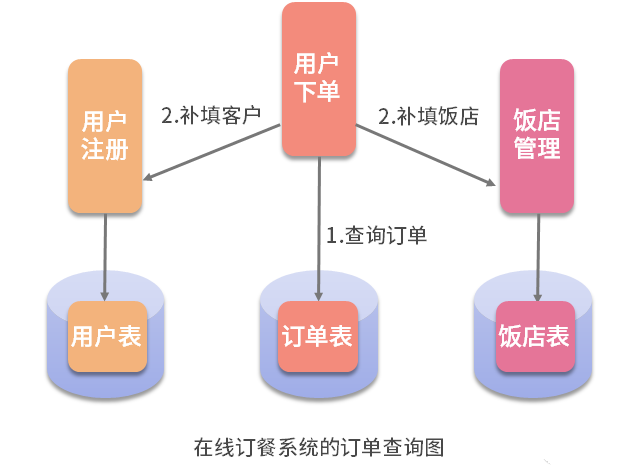 用户
下单
用户
注册
2.补填客户
2.补填饭店
饭店
管理
1.查询订单
用户表
订单表
饭店表
在线订餐系统的订单查询图